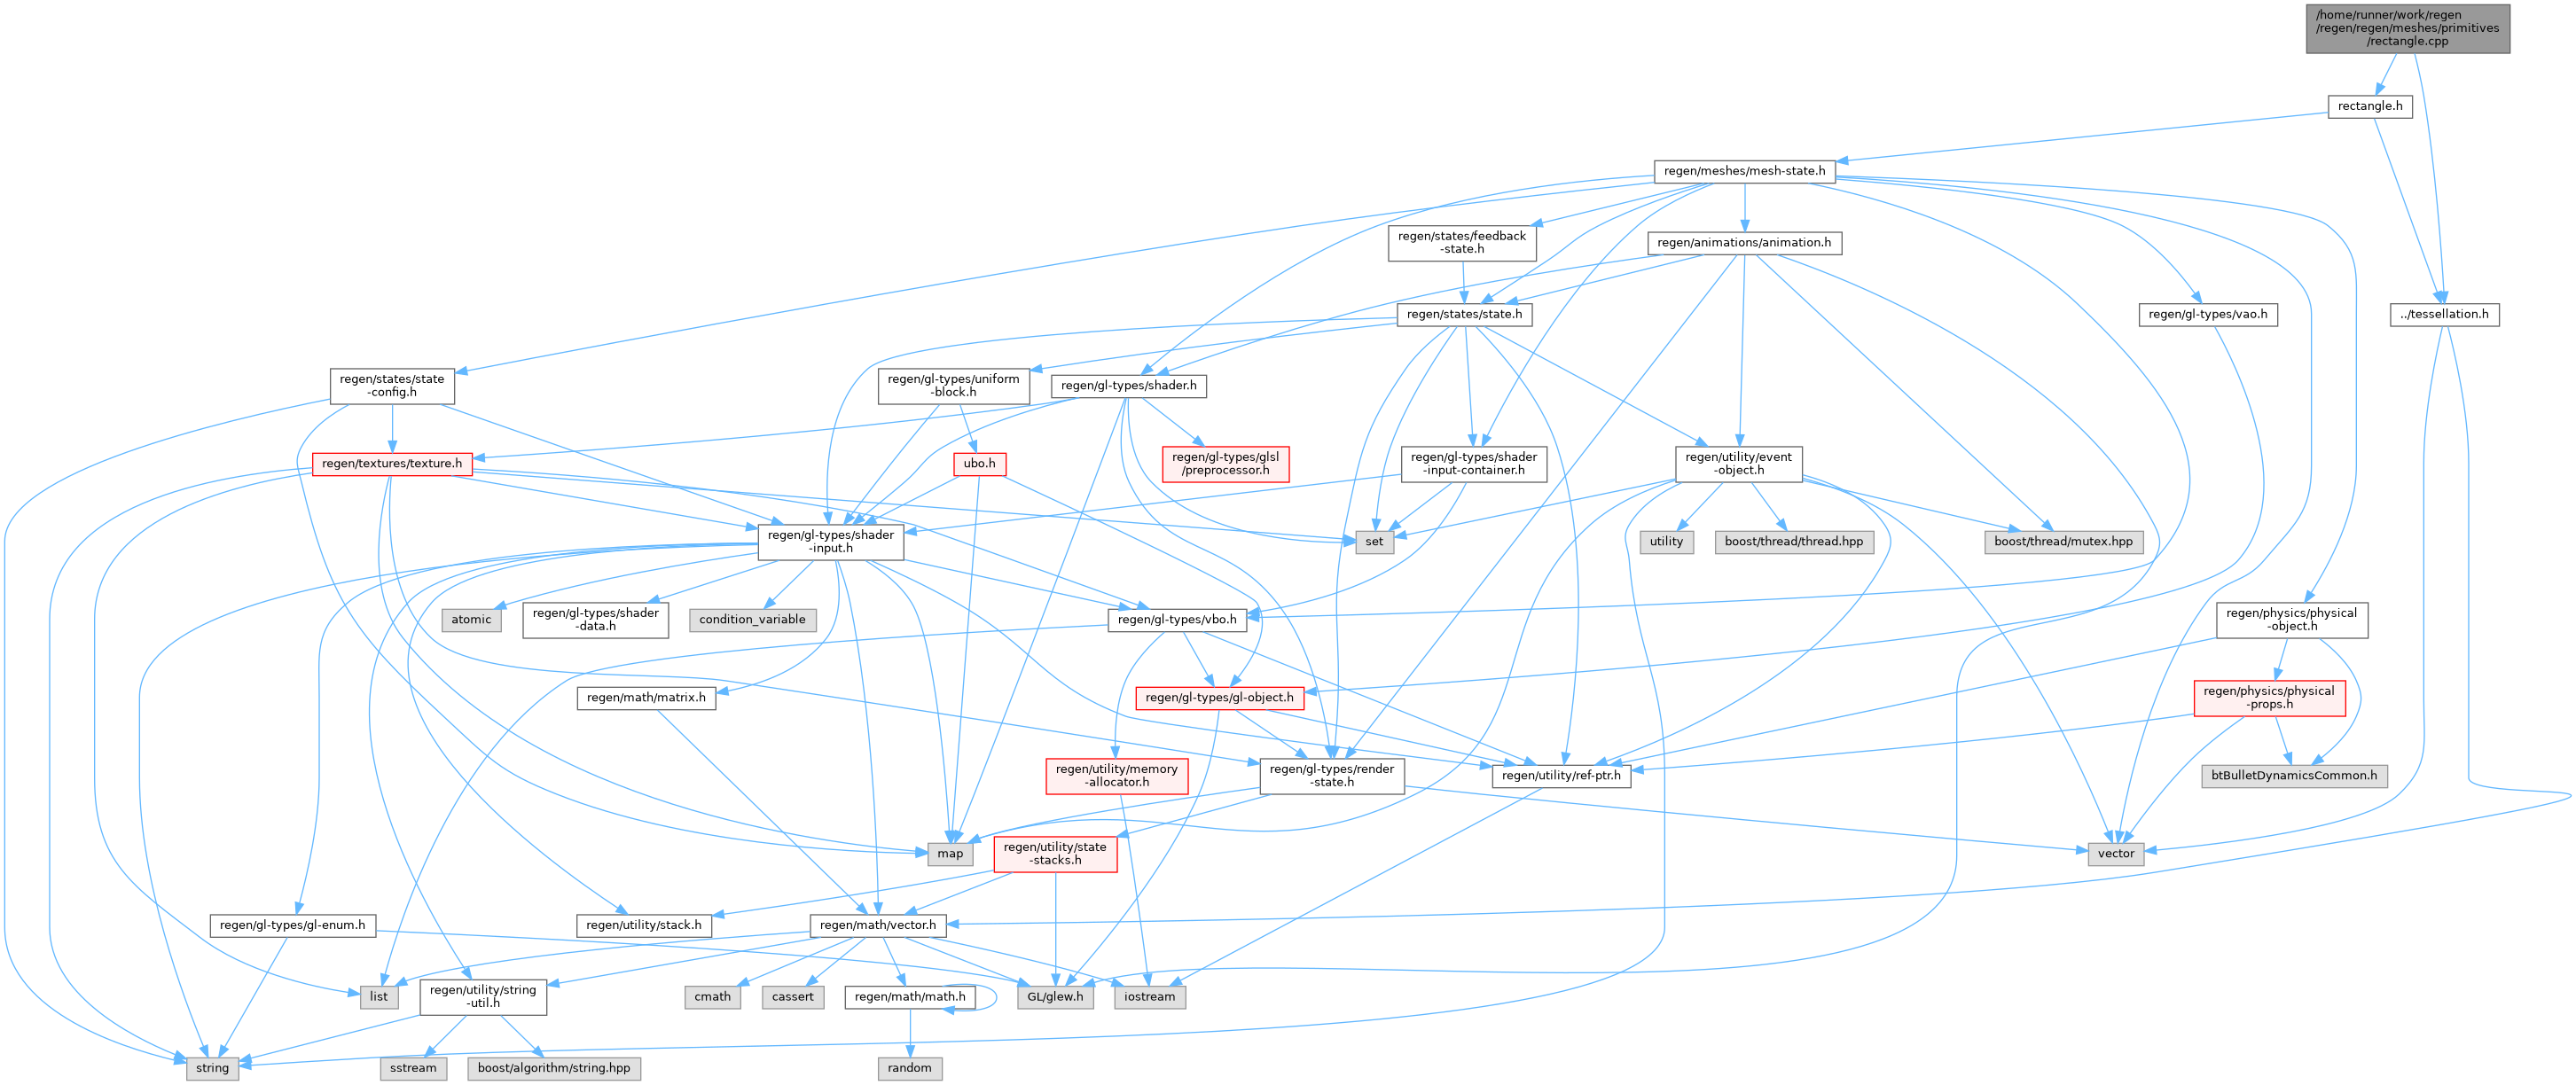 /home/runner/work/regen
/regen/regen/meshes/primitives
/rectangle.cpp
rectangle.h
regen/meshes/mesh-state.h
regen/states/feedback
-state.h
regen/animations/animation.h
regen/states/state.h
regen/gl-types/vao.h
../tessellation.h
regen/states/state
-config.h
regen/gl-types/uniform
-block.h
regen/gl-types/shader.h
regen/textures/texture.h
ubo.h
regen/gl-types/glsl
/preprocessor.h
regen/gl-types/shader
-input-container.h
regen/utility/event
-object.h
regen/gl-types/shader
-input.h
set
utility
boost/thread/thread.hpp
boost/thread/mutex.hpp
atomic
regen/gl-types/shader
-data.h
condition_variable
regen/gl-types/vbo.h
regen/physics/physical
-object.h
regen/math/matrix.h
regen/gl-types/gl-object.h
regen/physics/physical
-props.h
regen/utility/memory
-allocator.h
regen/gl-types/render
-state.h
regen/utility/ref-ptr.h
btBulletDynamicsCommon.h
map
regen/utility/state
-stacks.h
vector
regen/gl-types/gl-enum.h
regen/utility/stack.h
regen/math/vector.h
list
regen/utility/string
-util.h
cmath
cassert
regen/math/math.h
GL/glew.h
iostream
string
sstream
boost/algorithm/string.hpp
random